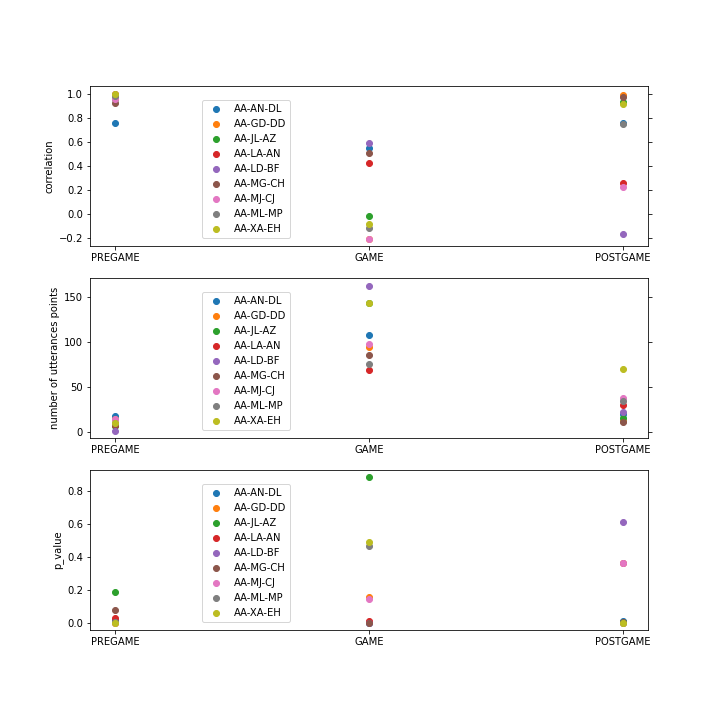 correlation
1.0
0.8
0.6
0.4
0.2
0.0
−0.2
AA-AN-DL
AA-GD-DD
AA-JL-AZ
AA-LA-AN
AA-LD-BF
AA-MG-CH
AA-MJ-CJ
AA-ML-MP
AA-XA-EH
PREGAME GAME POSTGAME
number of utterances points
150
100
50
0
AA-AN-DL
AA-GD-DD
AA-JL-AZ
AA-LA-AN
AA-LD-BF
AA-MG-CH
AA-MJ-CJ
AA-ML-MP
AA-XA-EH
PREGAME GAME POSTGAME
p_value
0.8
0.6
0.4
0.2
0.0
AA-AN-DL
AA-GD-DD
AA-JL-AZ
AA-LA-AN
AA-LD-BF
AA-MG-CH
AA-MJ-CJ
AA-ML-MP
AA-XA-EH
PREGAME GAME POSTGAME